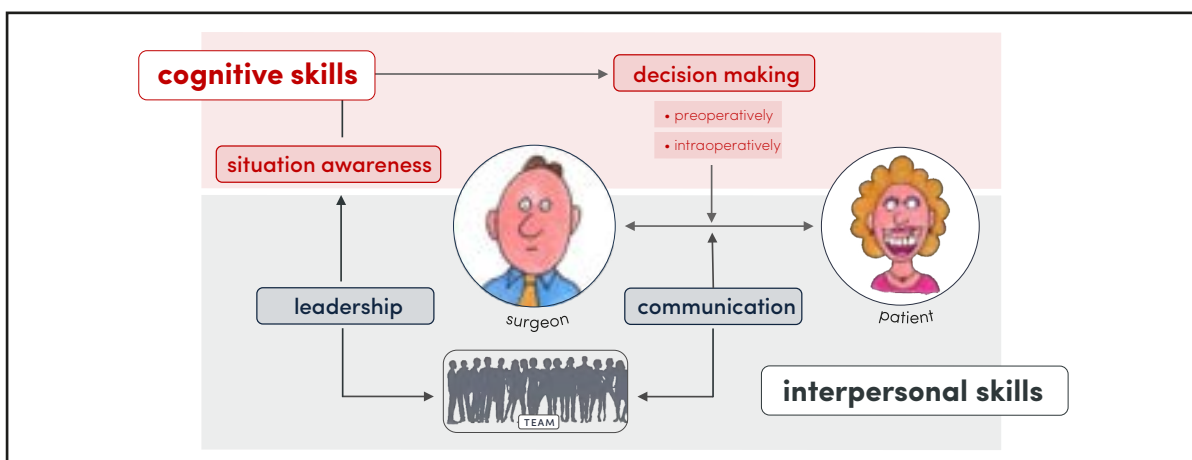 cognitive skills
decision making
• preoperatively
• intraoperatively
situation awareness
leadership
surgeon
communication
patient
TEAM
interpersonal skills